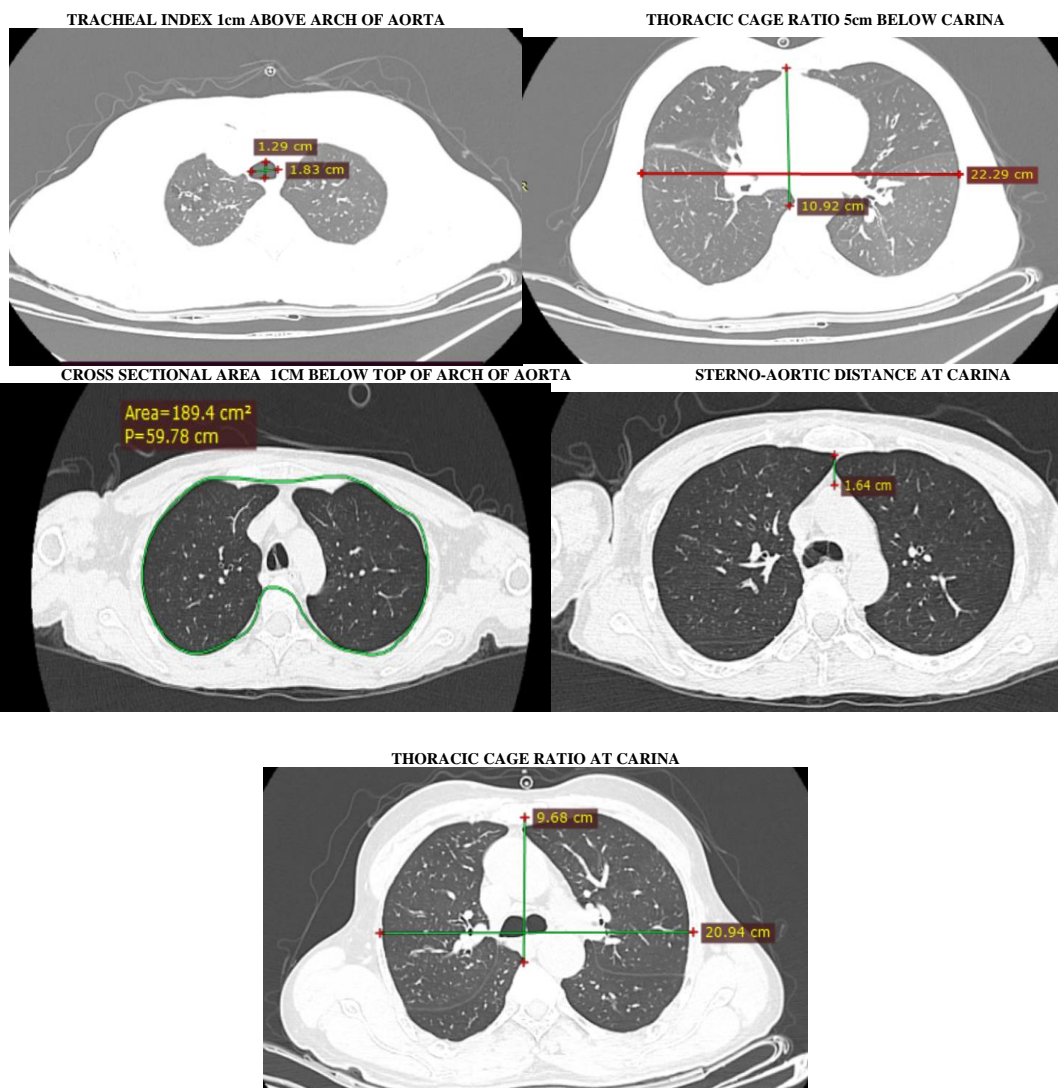 TRACHEAL INDEX 1cm ABOVE ARCH OF AORTA
1.29 cm
1.83 cm
THORACIC CAGE RATIO 5cm BELOW CARINA
22.29 cm
10.92 cm
CROSS SECTIONAL AREA 1CM BELOW TOP OF ARCH OF AORTA
Area=189.4 cm²
P=59.78 cm
STERNO-AORTIC DISTANCE AT CARINA
1.64 cm
THORACIC CAGE RATIO AT CARINA
9.68 cm
20.94 cm